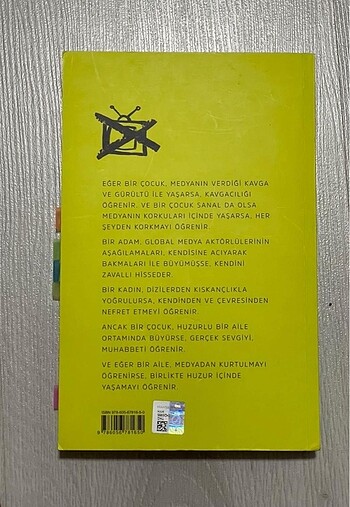 EĞER BİR ÇOCUK, MEDYANIN VERDİĞİ KAVGA
VE GÜRÜLTÜ İLE YAŞARSA, KAVGACILIĞI
ÖĞRENİR. VE BİR ÇOCUK SANAL DA OLSA
MEDYANIN KORKULARI İÇİNDE YAŞARSA, HER
ŞEYDEN KORKMAYI ÖĞRENİR.
BİR ADAM, GLOBAL MEDYA AKTÖRLÜLERİNİN
AŞAĞILAMALARI, KENDİSİNE ACIYARAK
BAKMALARI İLE BÜYÜMÜŞSE, KENDİNİ
ZAVALLI HİSSEDER.
BİR KADIN, DİZİLERDEN KISKANÇLIKLA
YOĞRULURSA, KENDİNDEN VE ÇEVRESİNDEN
NEFRET ETMEYİ ÖĞRENİR.
ANCAK BİR ÇOCUK, HUZURLU BİR AİLE
ORTAMINDA BÜYÜRSE, GERÇEK SEVGİYİ,
MUHABBETİ ÖĞRENİR.
VE EĞER BİR AİLE, MEDYADAN KURTULMAYI
ÖĞRENİRSE, BİRLİKTE HUZUR İÇİNDE
YAŞAMAYI ÖĞRENİR.